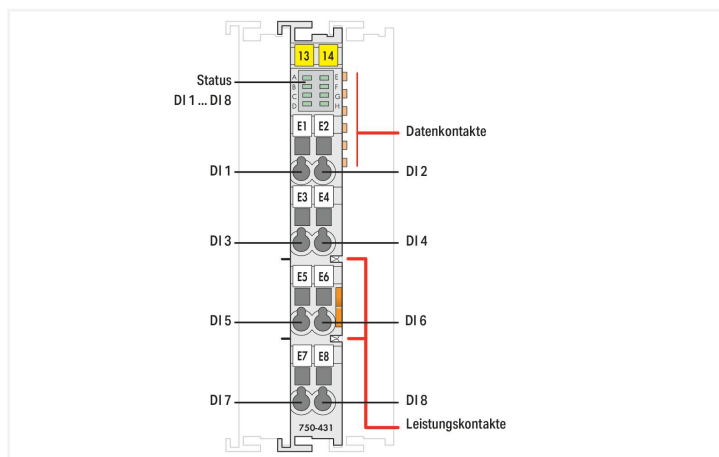 13 14
Status
DI 1 ... DI 8
A E
B F
C G
D H
E1 E2
Datenkontakte
DI 1
DI 2
E3 E4
DI 3
DI 4
E5 E6
DI 5
DI 6
E7 E8
DI 7
DI 8
Leistungskontakte
750-431